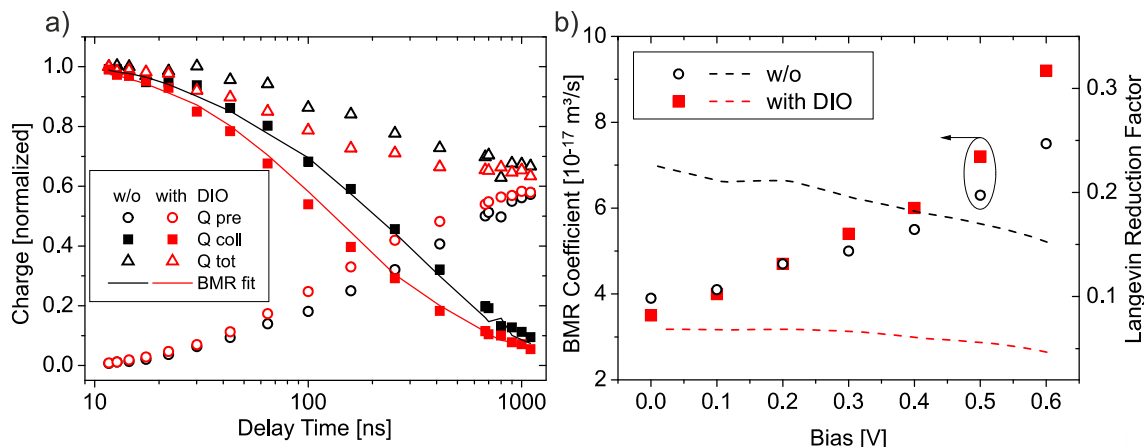 a)
Charge [normalized]
1.0
0.8
0.6
0.4
0.2
0.0
w/o with DIO
Q pre
Q coll
Q tot
BMR fit
10
100
1000
Delay Time [ns]
b)
BMR Coefficient [10⁻¹⁷ m³/s]
10
8
6
4
2
w/o
with DIO
0.3
0.2
0.1
Langevin Reduction Factor
0.0 0.1 0.2 0.3 0.4 0.5 0.6
Bias [V]